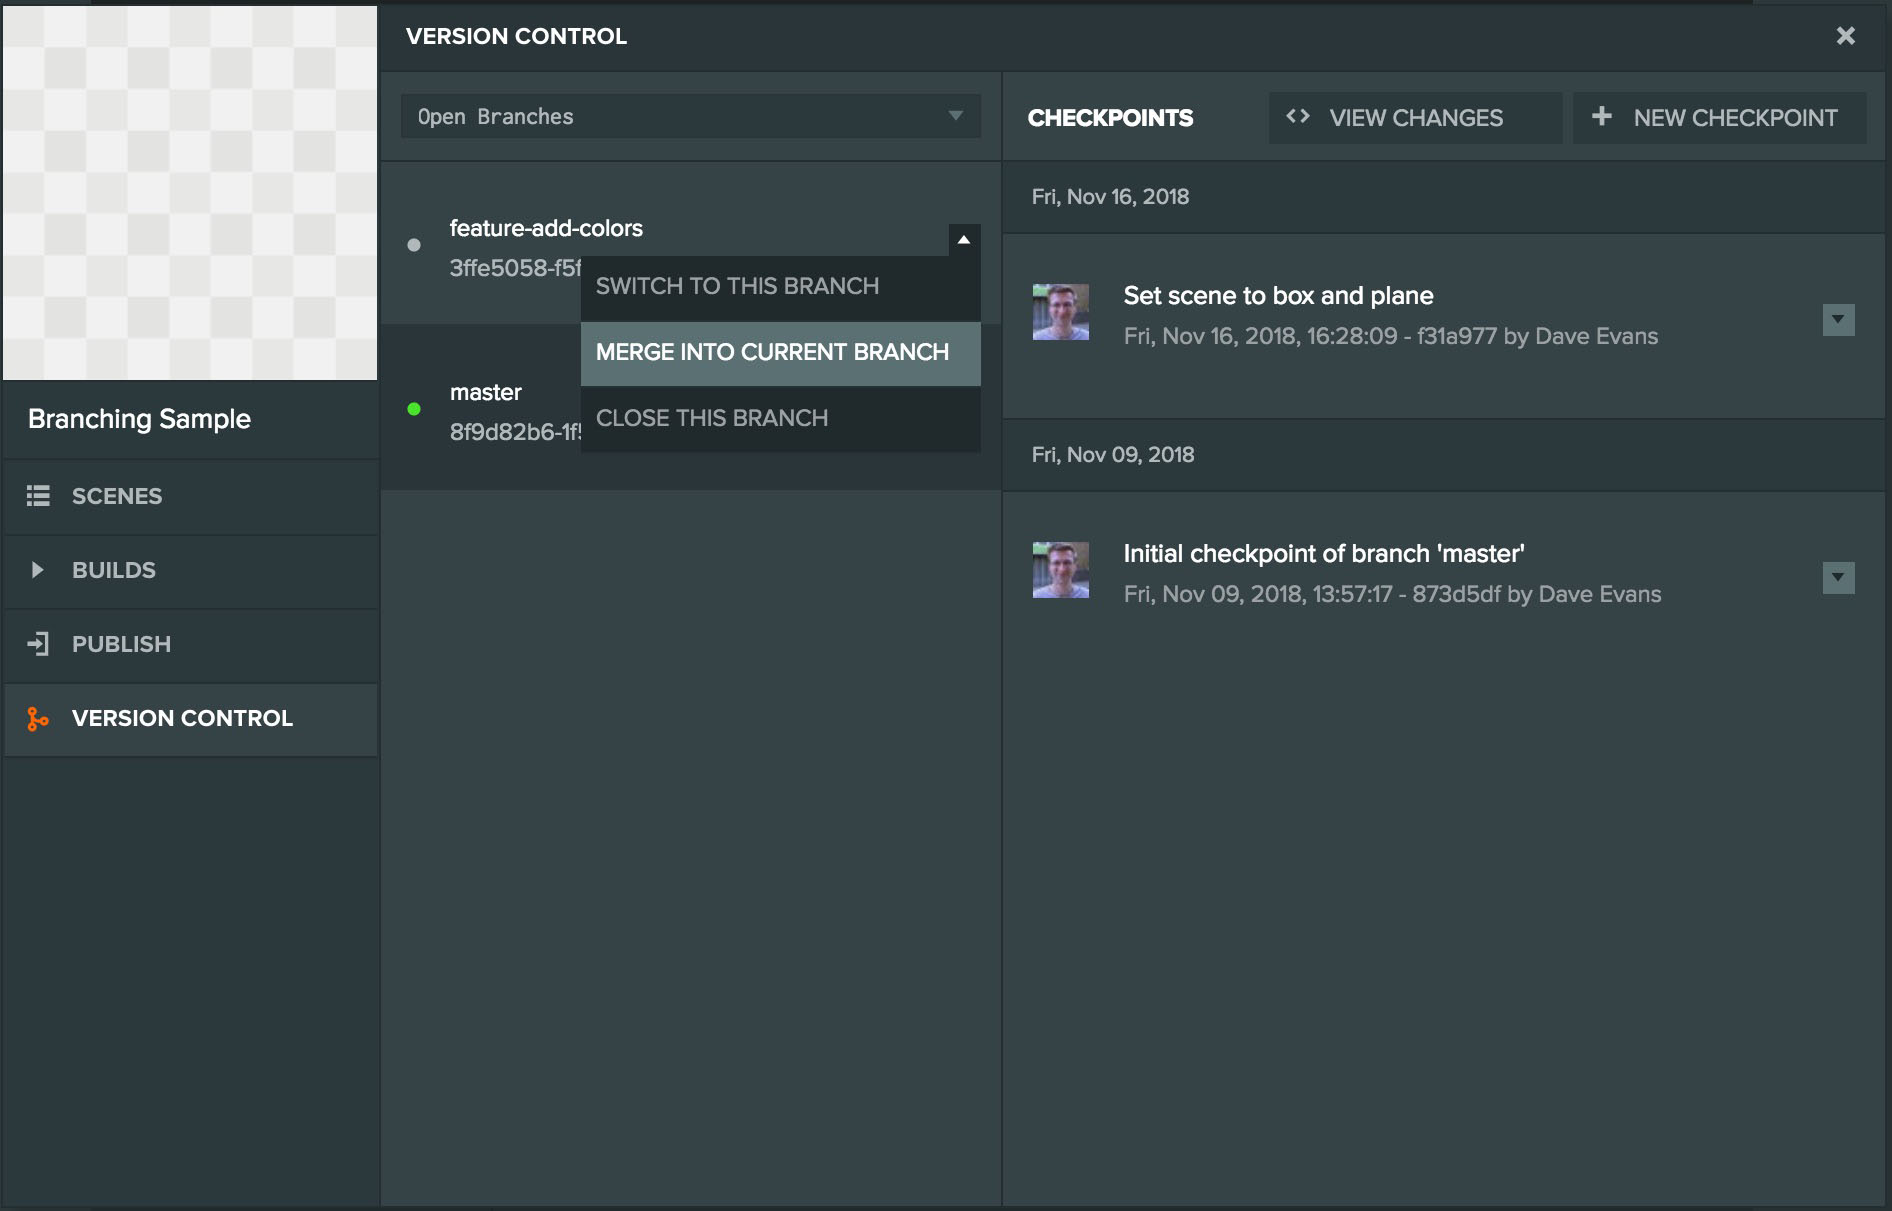 VERSION CONTROL
Open Branches
feature-add-colors
3ffe5058-f5f
SWITCH TO THIS BRANCH
MERGE INTO CURRENT BRANCH
CLOSE THIS BRANCH
master
8f9d82b6-1f5
CHECKPOINTS
VIEW CHANGES
NEW CHECKPOINT
Fri, Nov 16, 2018
Set scene to box and plane
Fri, Nov 16, 2018, 16:28:09 - f31a977 by Dave Evans
Fri, Nov 09, 2018
Initial checkpoint of branch 'master'
Fri, Nov 09, 2018, 13:57:17 - 873d5df by Dave Evans
Branching Sample
SCENES
BUILDS
PUBLISH
VERSION CONTROL